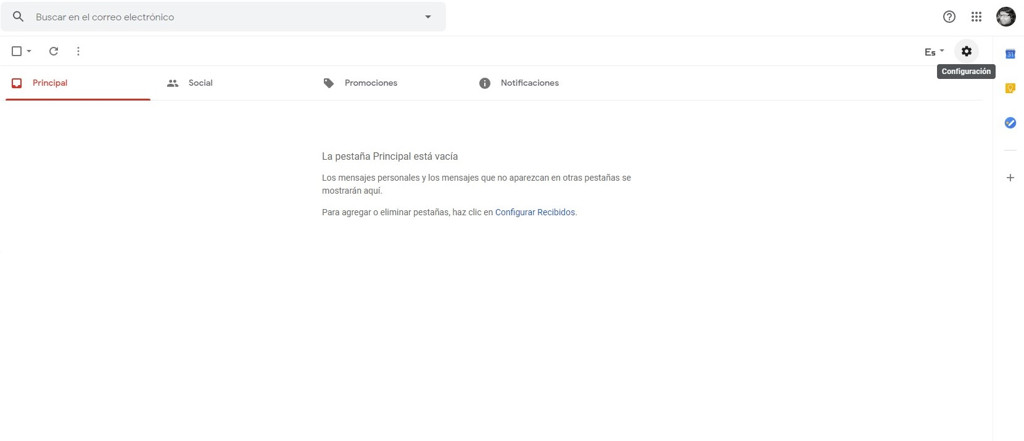 Buscar en el correo electrónico
Es
Configuración
Principal
Social
Promociones
Notificaciones
La pestaña Principal está vacía
Los mensajes personales y los mensajes que no aparezcan en otras pestañas se
mostrarán aquí.
Para agregar o eliminar pestañas, haz clic en Configurar Recibidos.